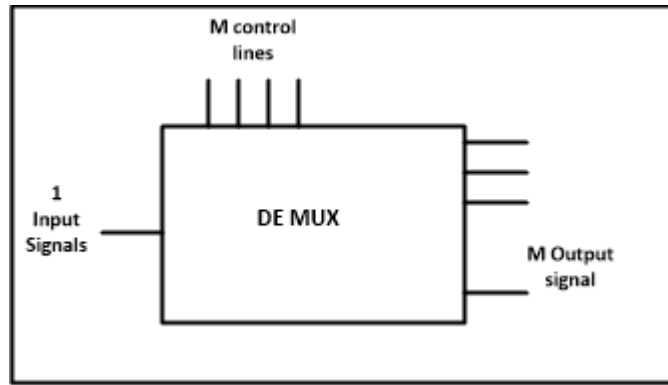 M control
lines
1
Input
Signals
DE MUX
M Output
signal